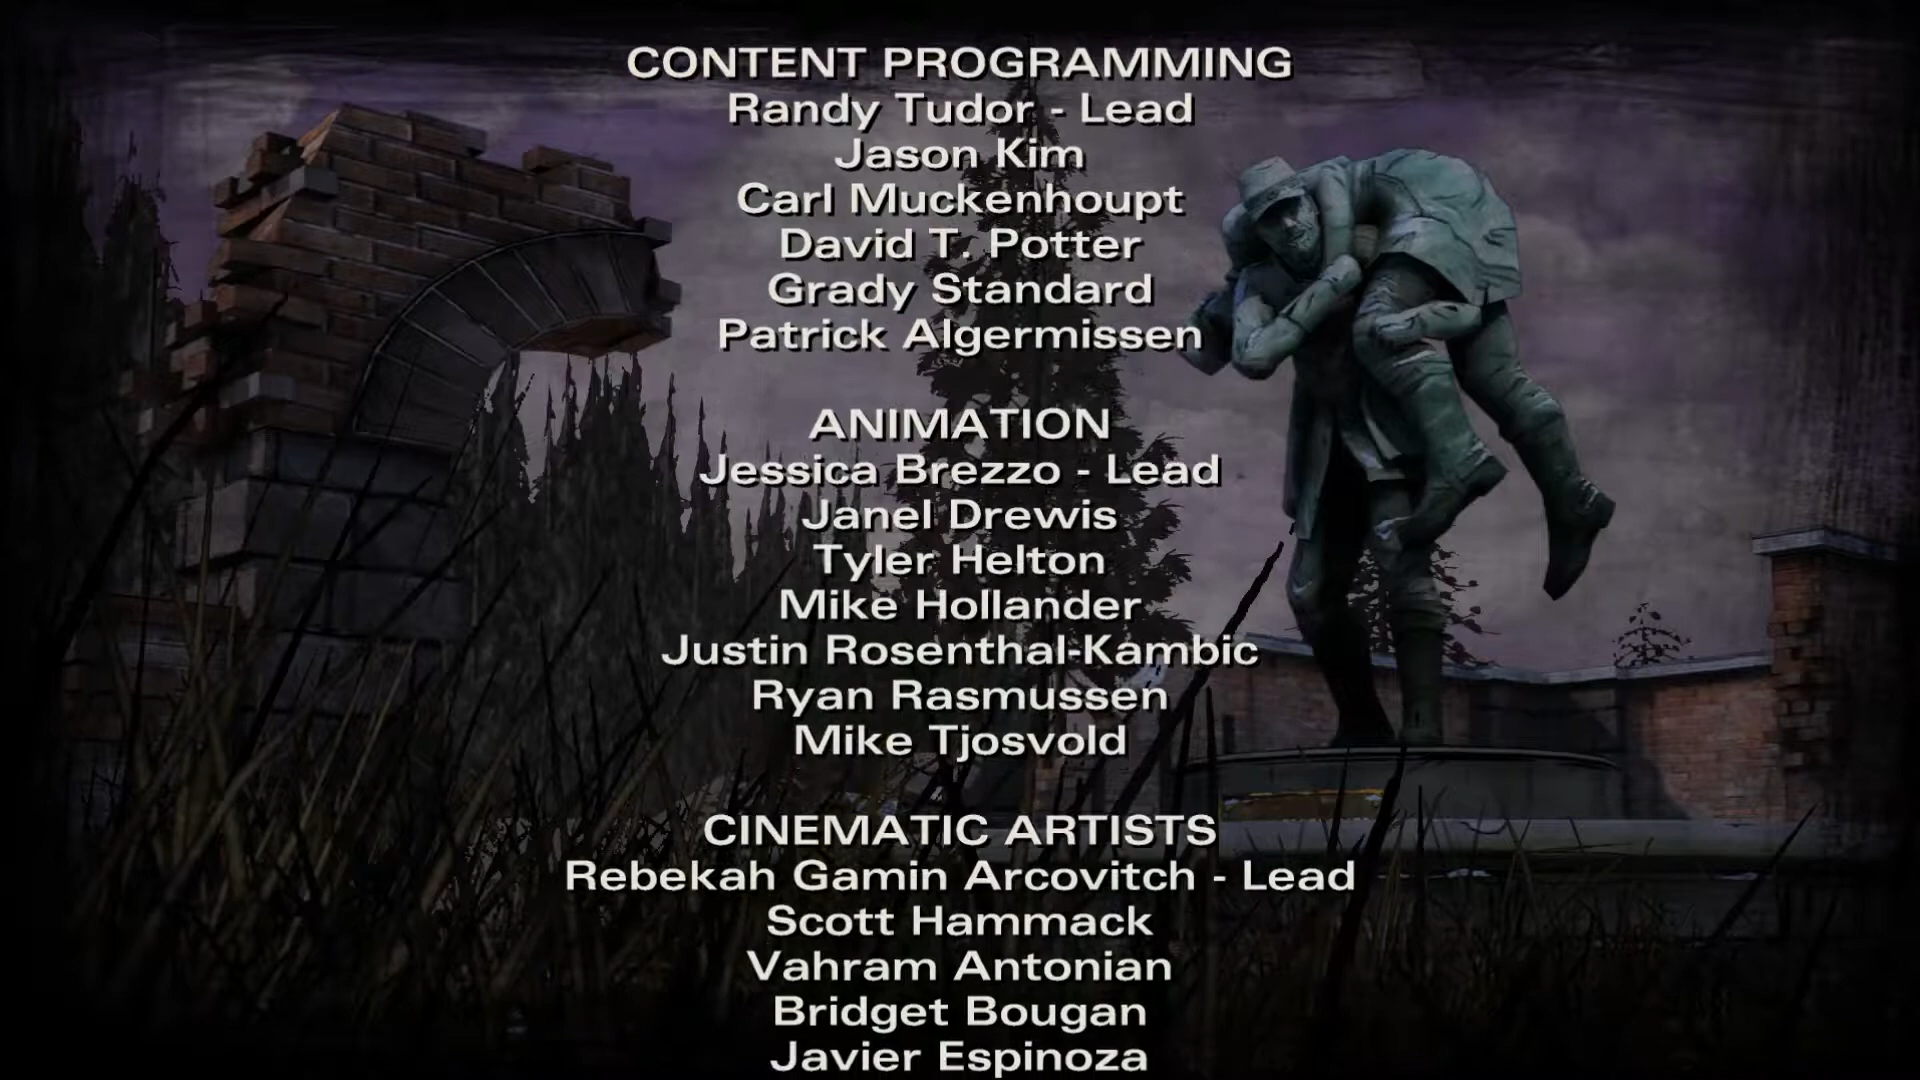 CONTENT PROGRAMMING
Randy Tudor - Lead
Jason Kim
Carl Muckenhoupt
David T. Potter
Grady Standard
Patrick Algermissen
ANIMATION
Jessica Brezzo - Lead
Janel Drewis
Tyler Helton
Mike Hollander
Justin Rosenthal-Kambic
Ryan Rasmussen
Mike Tjosvold
CINEMATIC ARTISTS
Rebekah Gamin Arcovitch - Lead
Scott Hammack
Vahram Antonian
Bridget Bougan
Javier Espinoza